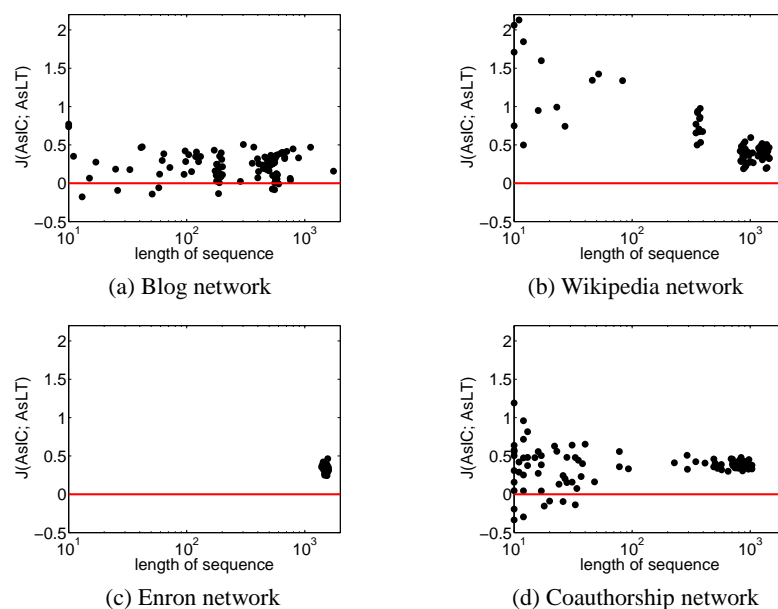 2
1.5
1
0.5
0
−0.5
J(AsIC; AsLT)
10^1 10^2 10^3
length of sequence
(a) Blog network
2
1.5
1
0.5
0
−0.5
J(AsIC; AsLT)
10^1 10^2 10^3
length of sequence
(b) Wikipedia network
2
1.5
1
0.5
0
−0.5
J(AsIC; AsLT)
10^1 10^2 10^3
length of sequence
(c) Enron network
2
1.5
1
0.5
0
−0.5
J(AsIC; AsLT)
10^1 10^2 10^3
length of sequence
(d) Coauthorship network